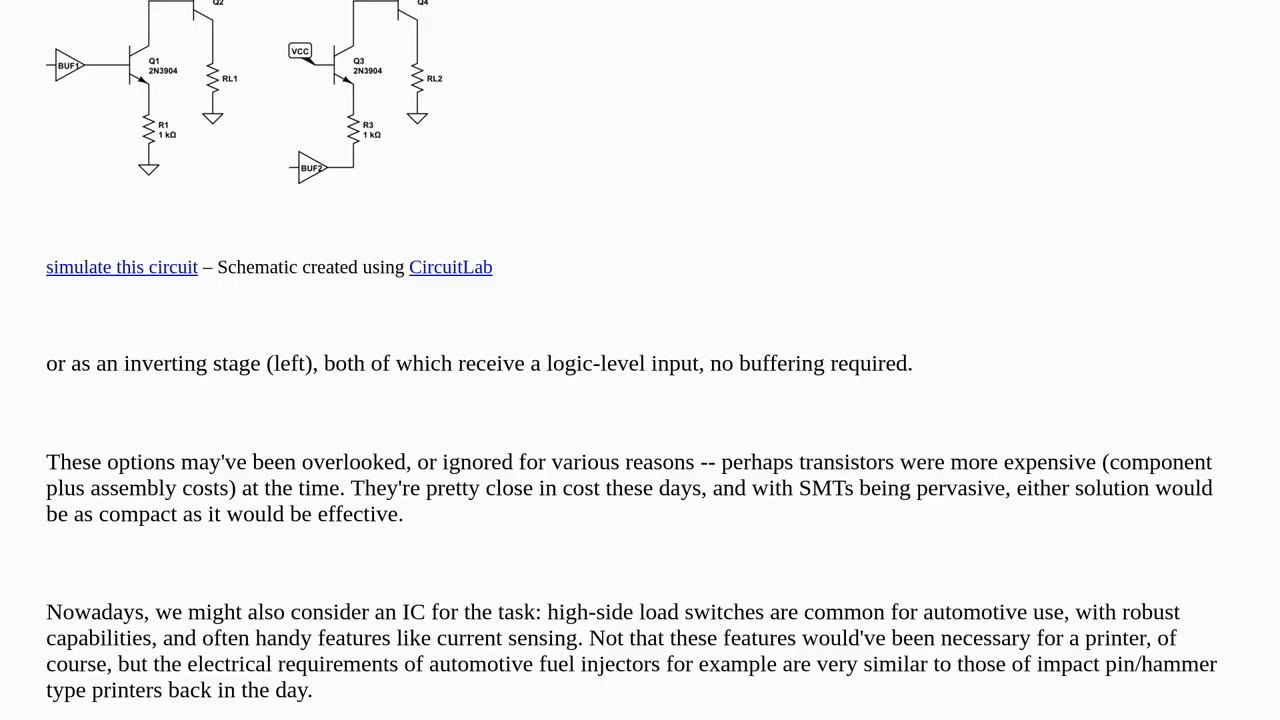 Q2
Q4
VCC
BUF1
Q1
2N3904
RL1
Q3
2N3904
RL2
R1
1 kΩ
R3
1 kΩ
BUF2
simulate this circuit – Schematic created using CircuitLab
or as an inverting stage (left), both of which receive a logic-level input, no buffering required.
These options may've been overlooked, or ignored for various reasons -- perhaps transistors were more expensive (component
plus assembly costs) at the time. They're pretty close in cost these days, and with SMTs being pervasive, either solution would
be as compact as it would be effective.
Nowadays, we might also consider an IC for the task: high-side load switches are common for automotive use, with robust
capabilities, and often handy features like current sensing. Not that these features would've been necessary for a printer, of
course, but the electrical requirements of automotive fuel injectors for example are very similar to those of impact pin/hammer
type printers back in the day.